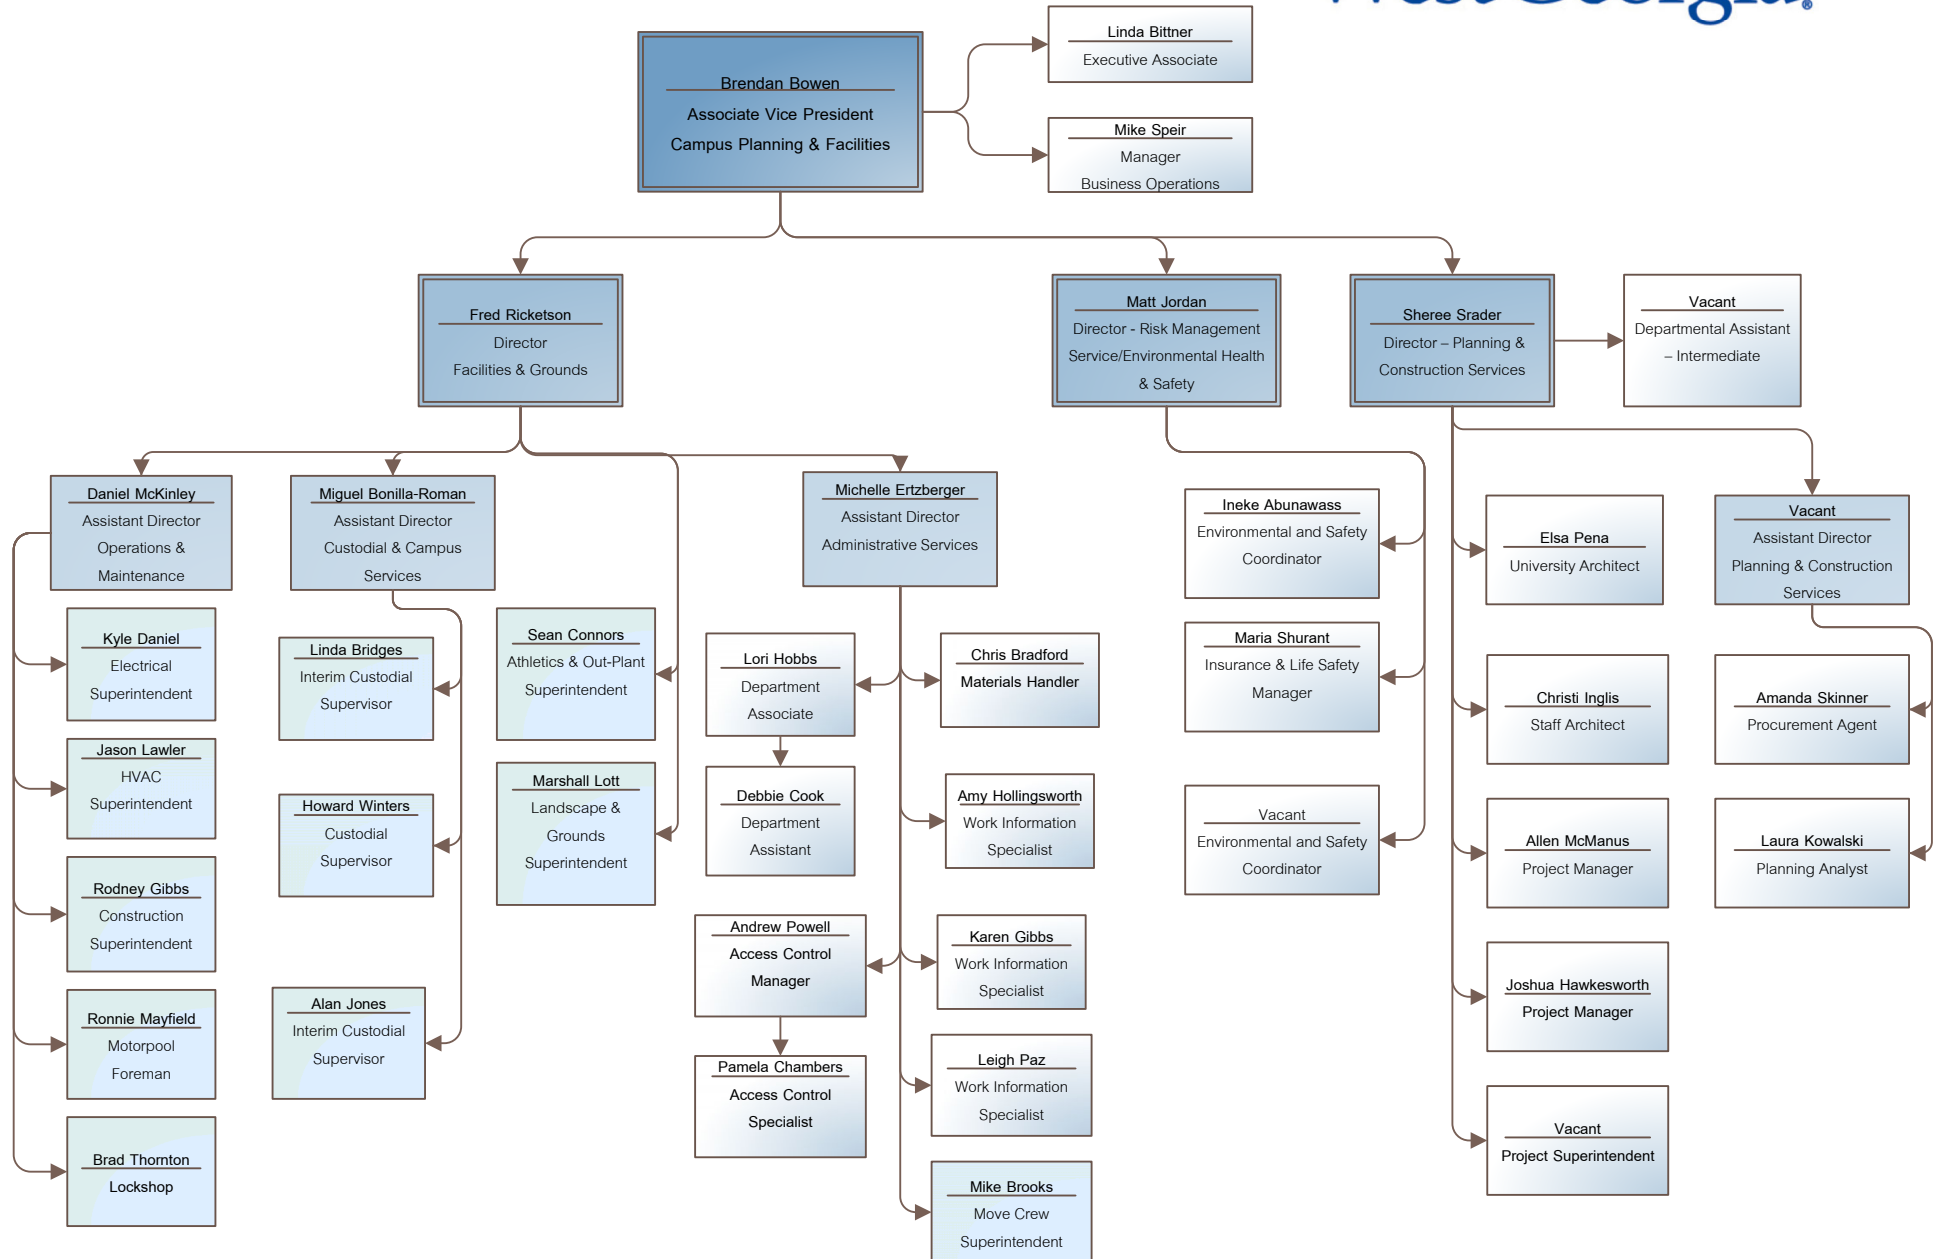 West Georgia®
Linda Bittner
Executive Associate
Brendan Bowen
Associate Vice President
Campus Planning & Facilities
Mike Speir
Manager
Business Operations
Fred Ricketson
Director
Facilities & Grounds
Matt Jordan
Director - Risk Management
Service/Environmental Health
& Safety
Sheree Srader
Director – Planning &
Construction Services
Vacant
Departmental Assistant
– Intermediate
Daniel McKinley
Assistant Director
Operations &
Maintenance
Miguel Bonilla-Roman
Assistant Director
Custodial & Campus
Services
Michelle Ertzberger
Assistant Director
Administrative Services
Kyle Daniel
Electrical
Superintendent
Jason Lawler
HVAC
Superintendent
Rodney Gibbs
Construction
Superintendent
Ronnie Mayfield
Motorpool
Foreman
Brad Thornton
Lockshop
Linda Bridges
Interim Custodial
Supervisor
Howard Winters
Custodial
Supervisor
Alan Jones
Interim Custodial
Supervisor
Sean Connors
Athletics & Out-Plant
Superintendent
Marshall Lott
Landscape &
Grounds
Superintendent
Lori Hobbs
Department
Associate
Debbie Cook
Department
Assistant
Andrew Powell
Access Control
Manager
Pamela Chambers
Access Control
Specialist
Chris Bradford
Materials Handler
Amy Hollingsworth
Work Information
Specialist
Karen Gibbs
Work Information
Specialist
Leigh Paz
Work Information
Specialist
Mike Brooks
Move Crew
Superintendent
Ineke Abunawass
Environmental and Safety
Coordinator
Maria Shurant
Insurance & Life Safety
Manager
Vacant
Environmental and Safety
Coordinator
Elsa Pena
University Architect
Christi Inglis
Staff Architect
Allen McManus
Project Manager
Joshua Hawkesworth
Project Manager
Vacant
Project Superintendent
Vacant
Assistant Director
Planning & Construction
Services
Amanda Skinner
Procurement Agent
Laura Kowalski
Planning Analyst